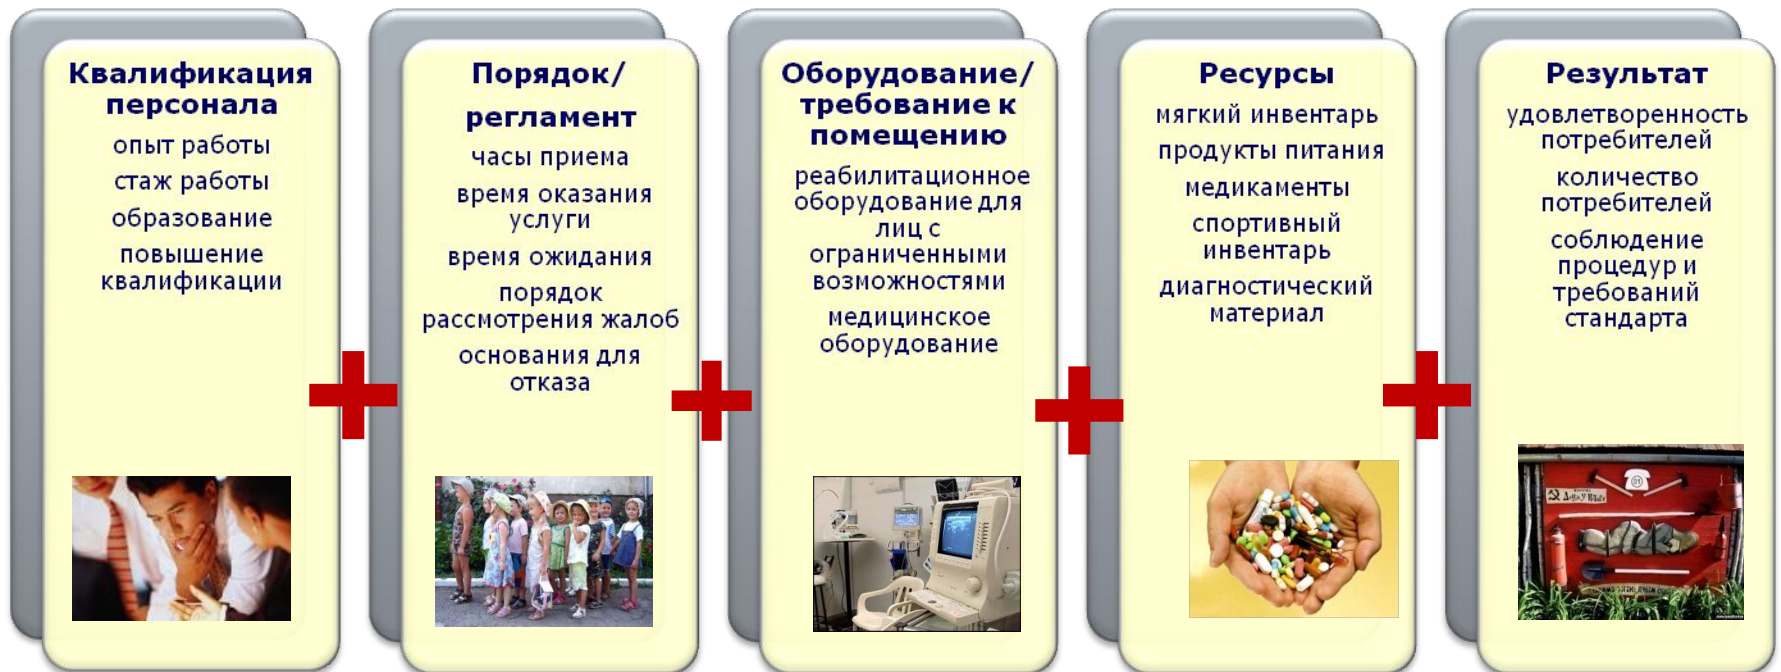 Квалификация
персонала
опыт работы
стаж работы
образование
повышение
квалификации
Порядок/
регламент
часы приема
время оказания
услуги
время ожидания
порядок
рассмотрения жалоб
основания для
отказа
Оборудование/
требование к
помещению
реабилитационное
оборудование для
лиц с
ограниченными
возможностями
медицинское
оборудование
Ресурсы
мягкий инвентарь
продукты питания
медикаменты
спортивный
инвентарь
диагностический
материал
Результат
удовлетворенность
потребителей
количество
потребителей
соблюдение
процедур и
требований
стандарта
01